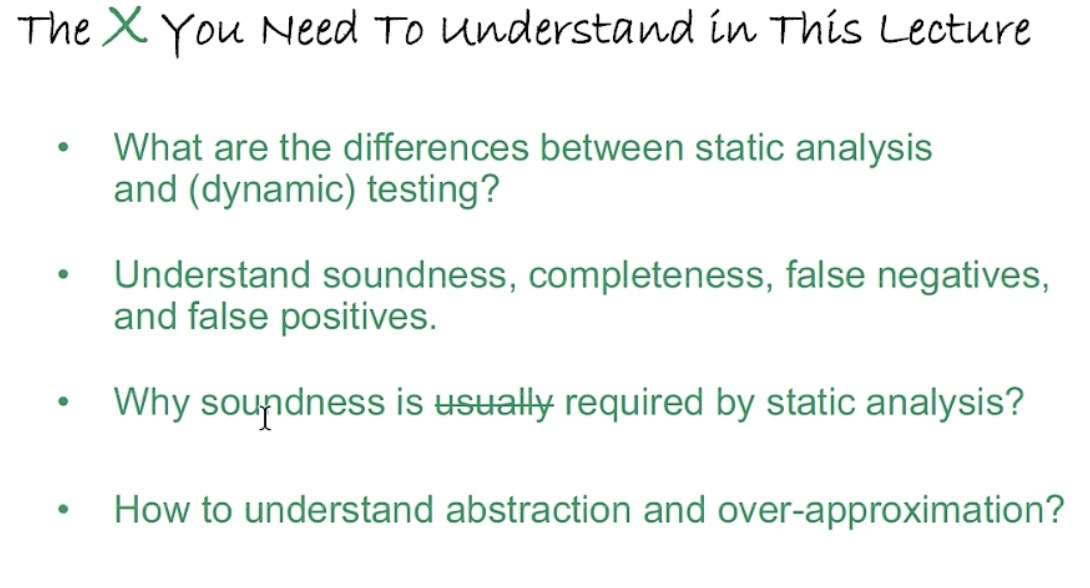 The X You Need To Understand in This Lecture
• What are the differences between static analysis
and (dynamic) testing?
• Understand soundness, completeness, false negatives,
and false positives.
• Why soundness is usually required by static analysis?
• How to understand abstraction and over-approximation?